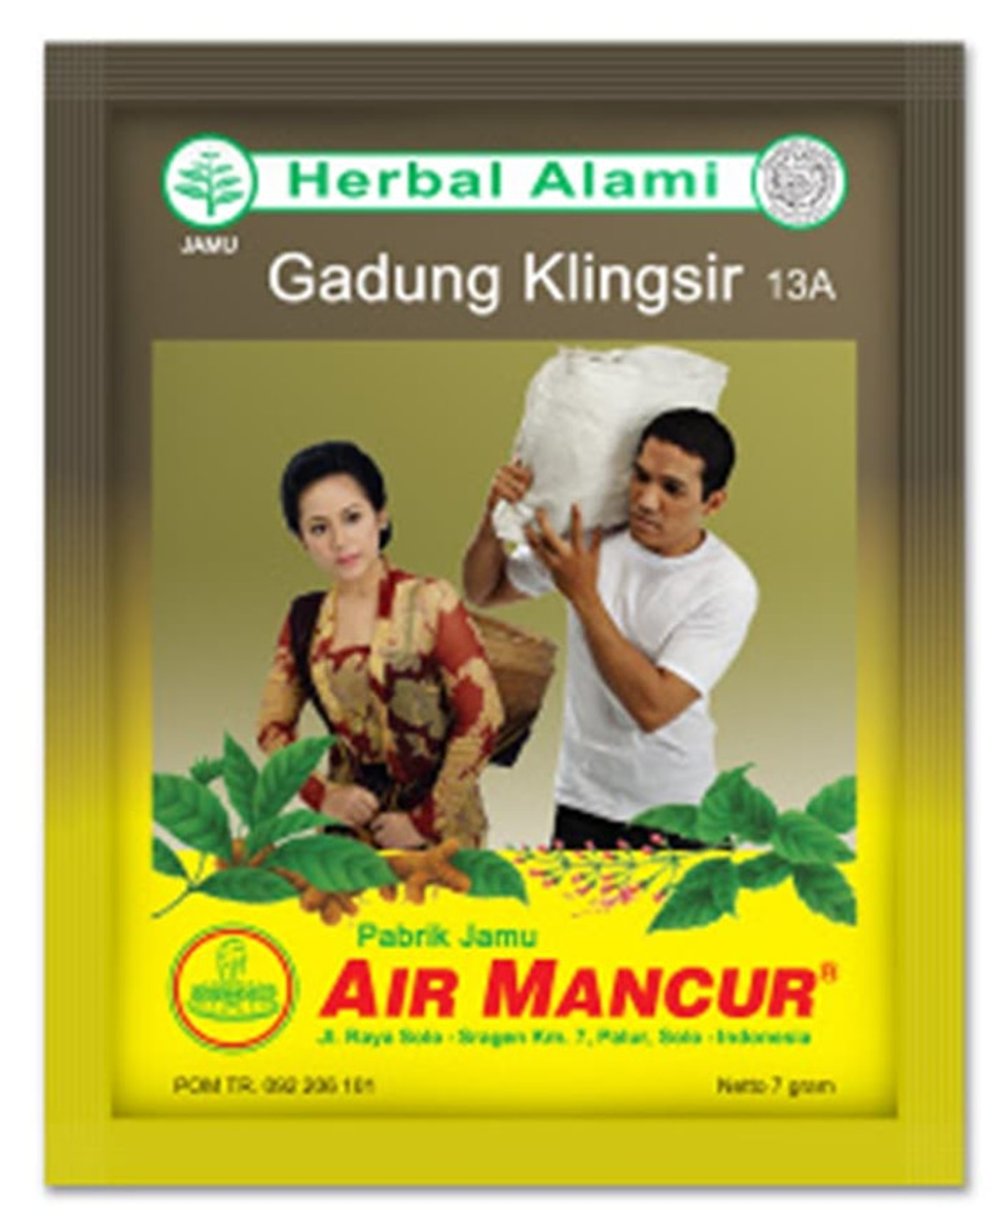 Herbal Alami
JAMU
Gadung Klingsir 13A
Pabrik Jamu
AIR MANCUR®
Jl. Raya Solo - Sragen Km. 7, Palur, Solo - Indonesia
POM TR. 092 206 101
Netto 7 gram